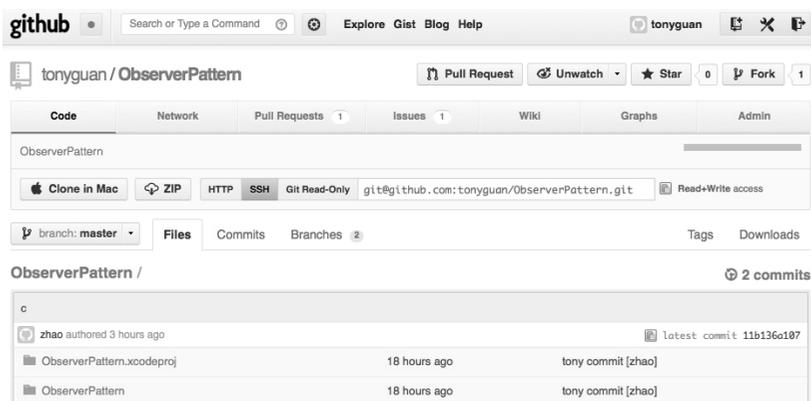 github Search or Type a Command Explore Gist Blog Help tonyguan
tonyguan / ObserverPattern Pull Request Unwatch Star 0 Fork 1
Code Network Pull Requests 1 Issues 1 Wiki Graphs Admin
ObserverPattern
Clone in Mac ZIP HTTP SSH Git Read-Only git@github.com:tonyguan/ObserverPattern.git Read+Write access
branch: master Files Commits Branches 2 Tags Downloads
ObserverPattern / 2 commits
c
zhao authored 3 hours ago latest commit 11b136a107
ObserverPattern.xcodeproj 18 hours ago tony commit [zhao]
ObserverPattern 18 hours ago tony commit [zhao]